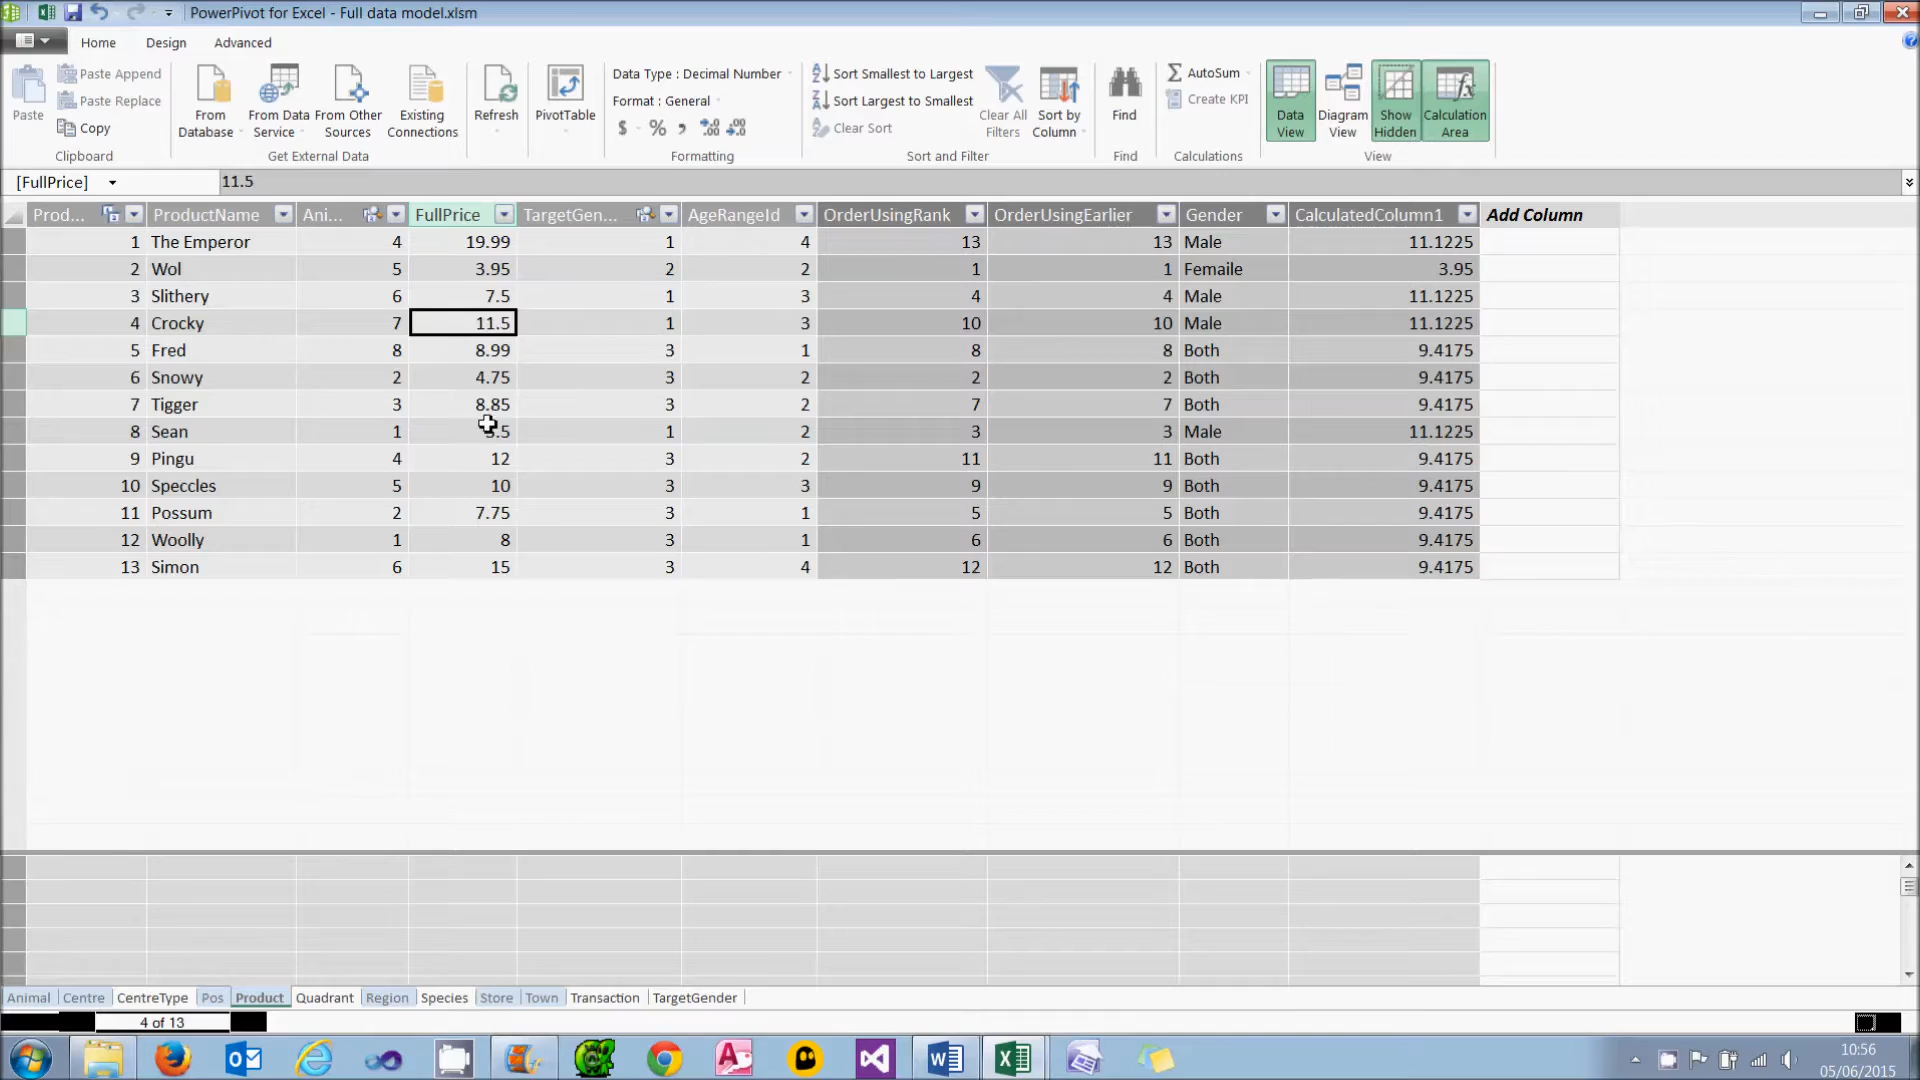 PowerPivot for Excel - Full data model.xlsm
Home Design Advanced
Paste
Paste Append
Paste Replace
Copy
Clipboard
From Database
From Data Service
From Other Sources
Existing Connections
Get External Data
Refresh
PivotTable
Data Type : Decimal Number
Format : General
$ % ,
Formatting
Sort Smallest to Largest
Sort Largest to Smallest
Clear Sort
Clear All Filters
Sort by Column
Sort and Filter
Find
Find
AutoSum
Create KPI
Calculations
Data View
Diagram View
Show Hidden
Calculation Area
View
[FullPrice] 11.5
Prod... ProductName Ani... FullPrice TargetGen... AgeRangeId OrderUsingRank OrderUsingEarlier Gender CalculatedColumn1 Add Column
1 The Emperor 4 19.99 1 4 13 13 Male 11.1225
2 Wol 5 3.95 2 2 1 1 Femaile 3.95
3 Slithery 6 7.5 1 3 4 4 Male 11.1225
4 Crocky 7 11.5 1 3 10 10 Male 11.1225
5 Fred 8 8.99 3 1 8 8 Both 9.4175
6 Snowy 2 4.75 3 2 2 2 Both 9.4175
7 Tigger 3 8.85 3 2 7 7 Both 9.4175
8 Sean 1 1 2 3 3 Male 11.1225
9 Pingu 4 12 3 2 11 11 Both 9.4175
10 Speccles 5 10 3 3 9 9 Both 9.4175
11 Possum 2 7.75 3 1 5 5 Both 9.4175
12 Woolly 1 8 3 1 6 6 Both 9.4175
13 Simon 6 15 3 4 12 12 Both 9.4175
Animal Centre CentreType Pos Product Quadrant Region Species Store Town Transaction TargetGender
4 of 13
10:56
05/06/2015